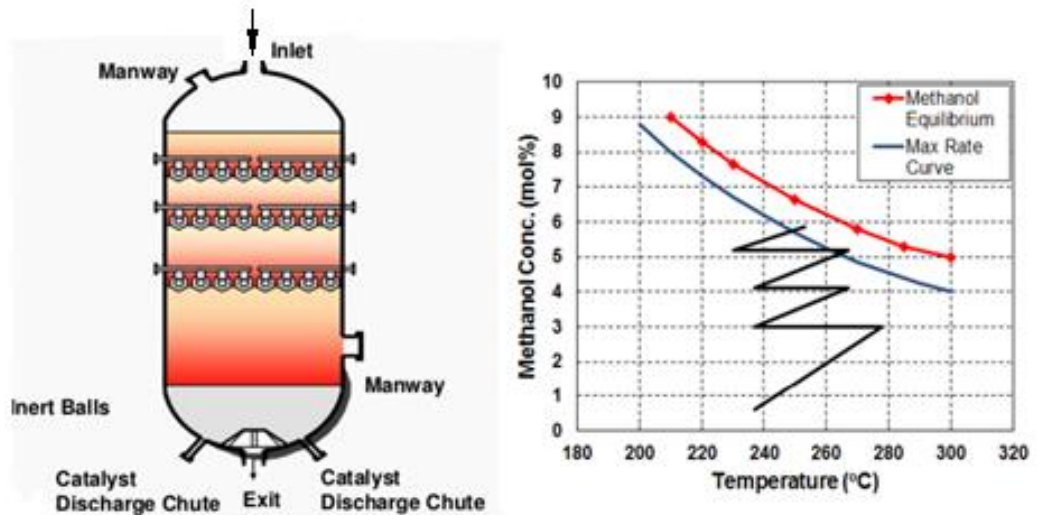 Inlet
Manway
Manway
Inert Balls
Catalyst
Discharge Chute
Exit
Catalyst
Discharge Chute
Methanol Conc. (mol%)
10
9
8
7
6
5
4
3
2
1
0
180
200
220
240
260
280
300
320
Temperature (°C)
Methanol
Equilibrium
Max Rate
Curve